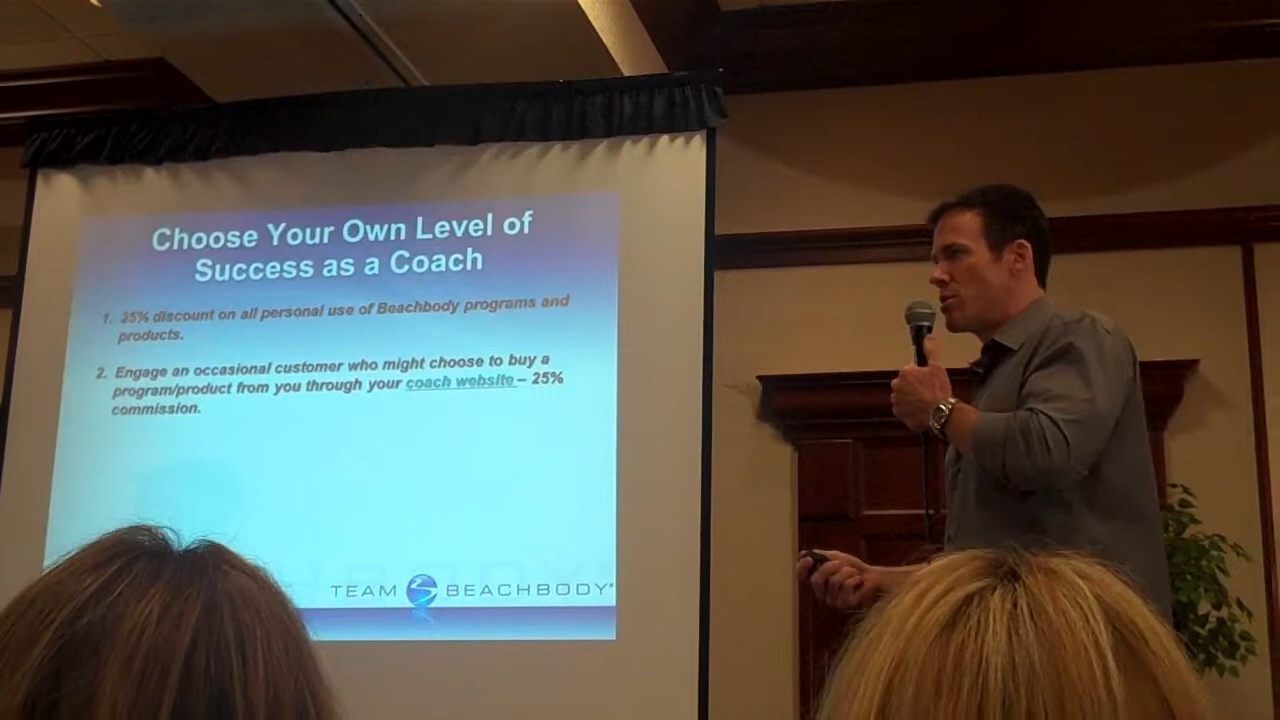 Choose Your Own Level of
Success as a Coach
1. 25% discount on all personal use of Beachbody programs and
products.
2. Engage an occasional customer who might choose to buy a
program/product from you through your coach website – 25%
commission.
TEAM BEACHBODY®